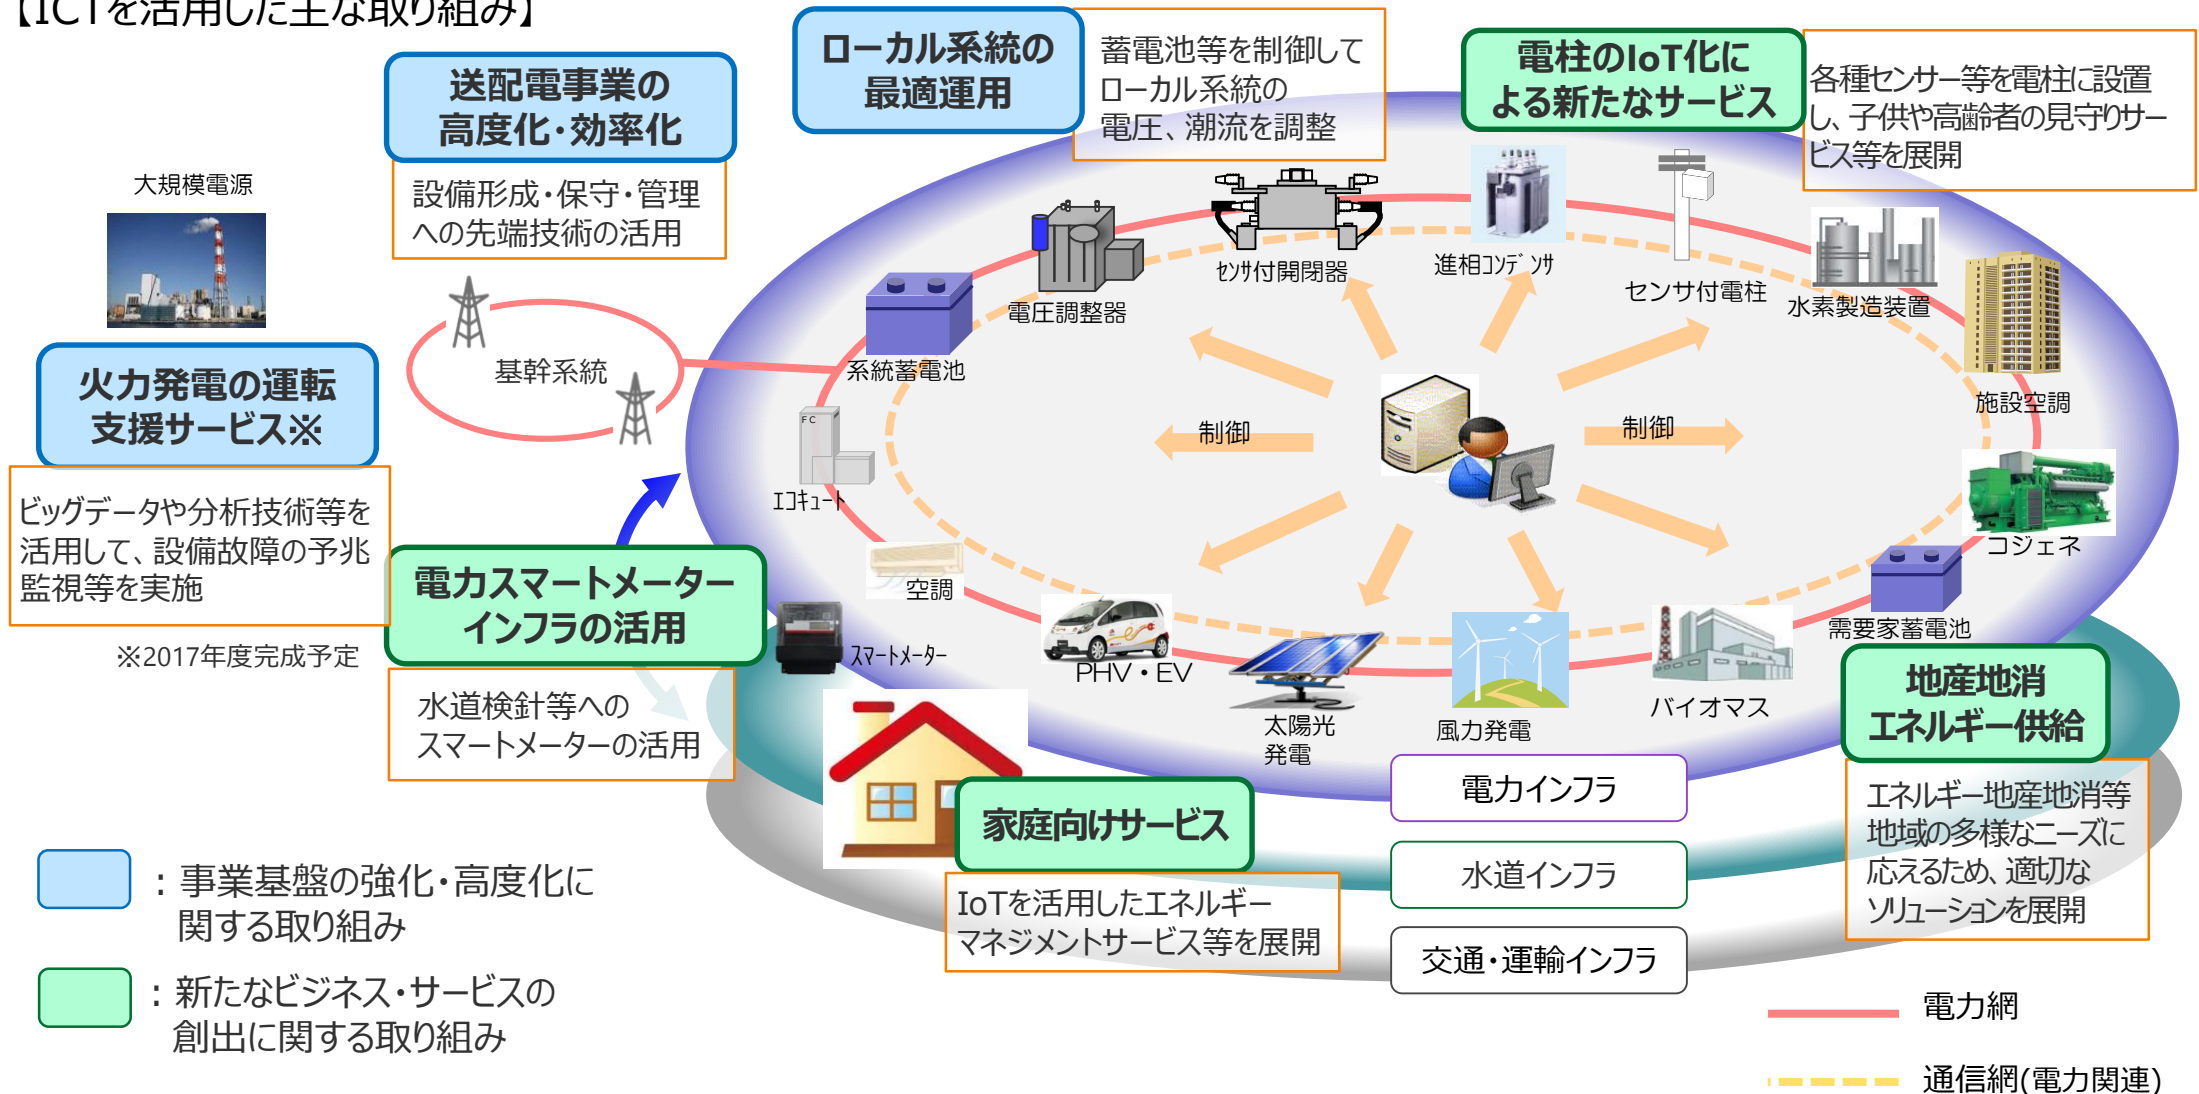 【ICTを活用した主な取り組み】
送配電事業の
高度化・効率化
設備形成・保守・管理
への先端技術の活用
ローカル系統の
最適運用
蓄電池等を制御して
ローカル系統の
電圧、潮流を調整
電柱のIoT化に
よる新たなサービス
各種センサー等を電柱に設置
し、子供や高齢者の見守りサー
ビス等を展開
大規模電源
火力発電の運転
支援サービス※
ビッグデータや分析技術等を
活用して、設備故障の予兆
監視等を実施
※2017年度完成予定
基幹系統
電力スマートメーター
インフラの活用
水道検針等への
スマートメーターの活用
系統蓄電池
電圧調整器
ｾﾝｻ付開閉器
進相ｺﾝﾃﾞﾝｻ
センサ付電柱
水素製造装置
施設空調
コジェネ
需要家蓄電池
バイオマス
風力発電
太陽光
発電
PHV・EV
スマートメーター
空調
FC
ｴｺｷｭｰﾄ
制御
制御
家庭向けサービス
IoTを活用したエネルギー
マネジメントサービス等を展開
地産地消
エネルギー供給
エネルギー地産地消等
地域の多様なニーズに
応えるため、適切な
ソリューションを展開
電力インフラ
水道インフラ
交通・運輸インフラ
：事業基盤の強化・高度化に
関する取り組み
：新たなビジネス・サービスの
創出に関する取り組み
電力網
通信網(電力関連)